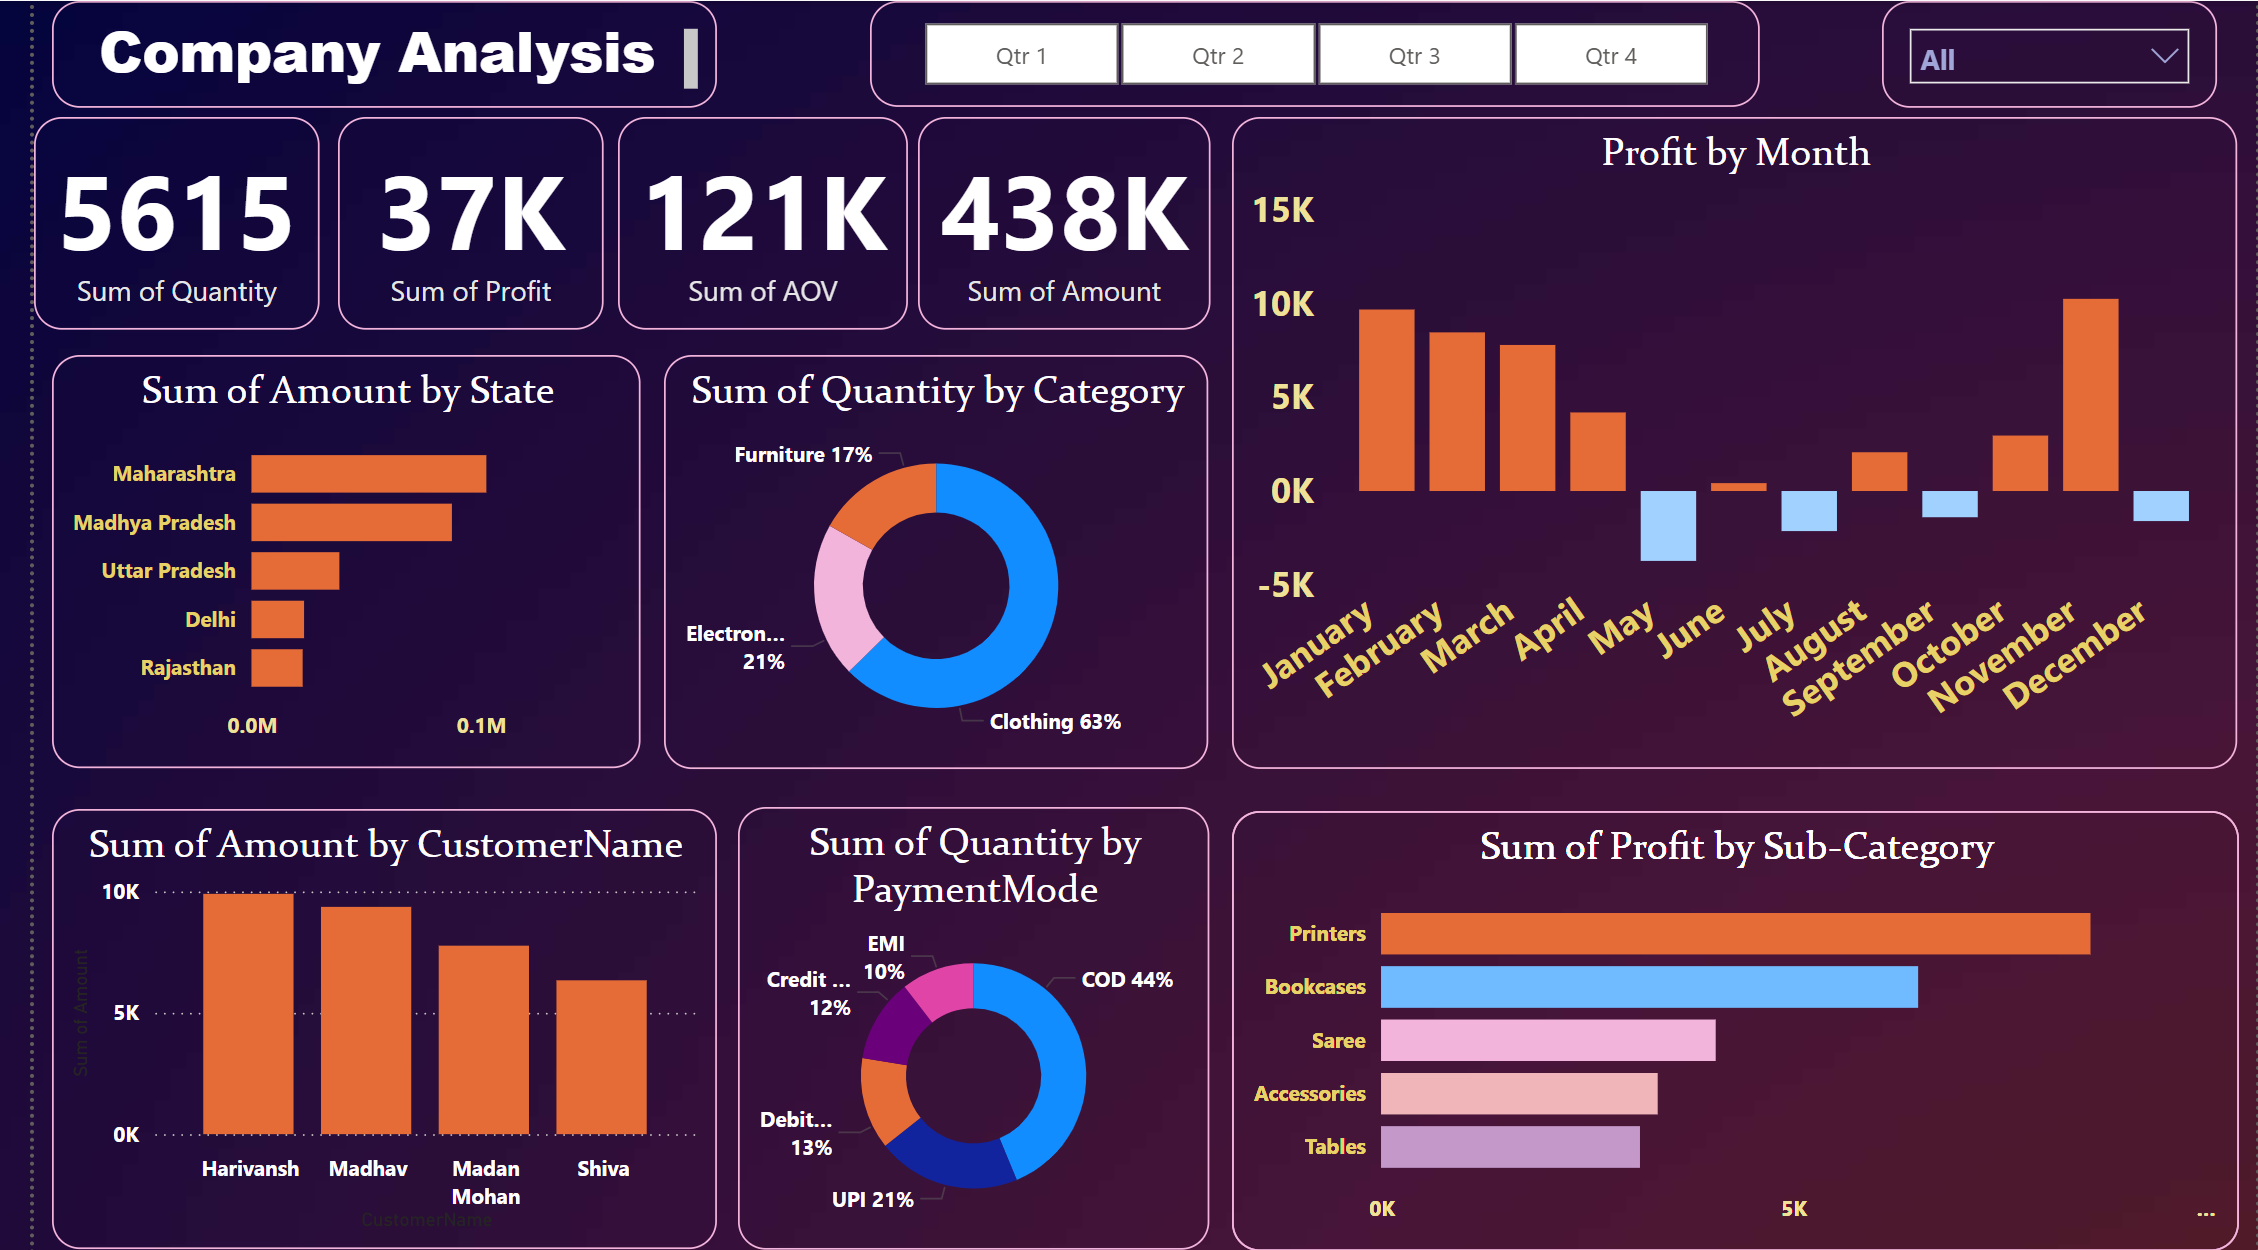 Company Analysis
Qtr 1
Qtr 2
Qtr 3
Qtr 4
All
5615
Sum of Quantity
37K
Sum of Profit
121K
Sum of AOV
438K
Sum of Amount
Profit by Month
15K
10K
5K
0K
-5K
January
February
March
April
May
June
July
August
September
October
November
December
Sum of Amount by State
Maharashtra
Madhya Pradesh
Uttar Pradesh
Delhi
Rajasthan
0.0M
0.1M
Sum of Quantity by Category
Furniture 17%
Electron...
21%
Clothing 63%
Sum of Amount by CustomerName
Sum of Amount
10K
5K
0K
Harivansh
Madhav
Madan
Mohan
Shiva
CustomerName
Sum of Quantity by
PaymentMode
EMI
10%
Credit ...
12%
COD 44%
Debit...
13%
UPI 21%
Sum of Profit by Sub-Category
Printers
Bookcases
Saree
Accessories
Tables
0K
5K
...